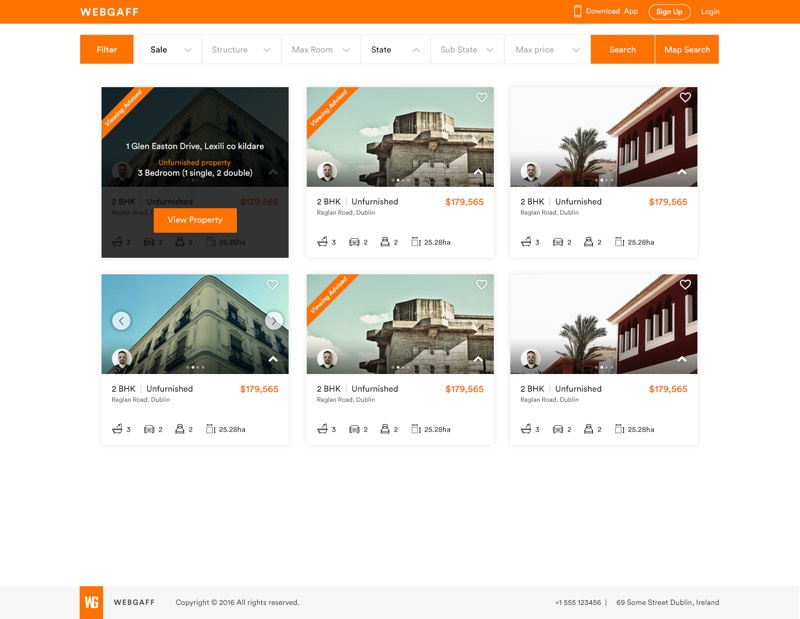 WEBGAFF
Download App
Sign Up
Login
Filter
Sale
Structure
Max Room
State
Sub State
Max price
Search
Map Search
Viewing Advised
1 Glen Easton Drive, Lexili co kildare
Unfurnished property
3 Bedroom (1 single, 2 double)
2 BHK | Unfurnished $179,565
Raglan Road, Dublin
View Property
3 2 2 25.28ha
Viewing Advised
2 BHK | Unfurnished $179,565
Raglan Road, Dublin
3 2 2 25.28ha
2 BHK | Unfurnished $179,565
Raglan Road, Dublin
3 2 2 25.28ha
2 BHK | Unfurnished $179,565
Raglan Road, Dublin
3 2 2 25.28ha
Viewing Advised
2 BHK | Unfurnished $179,565
Raglan Road, Dublin
3 2 2 25.28ha
2 BHK | Unfurnished $179,565
Raglan Road, Dublin
3 2 2 25.28ha
WG WEBGAFF Copyright © 2016 All rights reserved. +1 555 123456 | 69 Some Street Dublin, Ireland